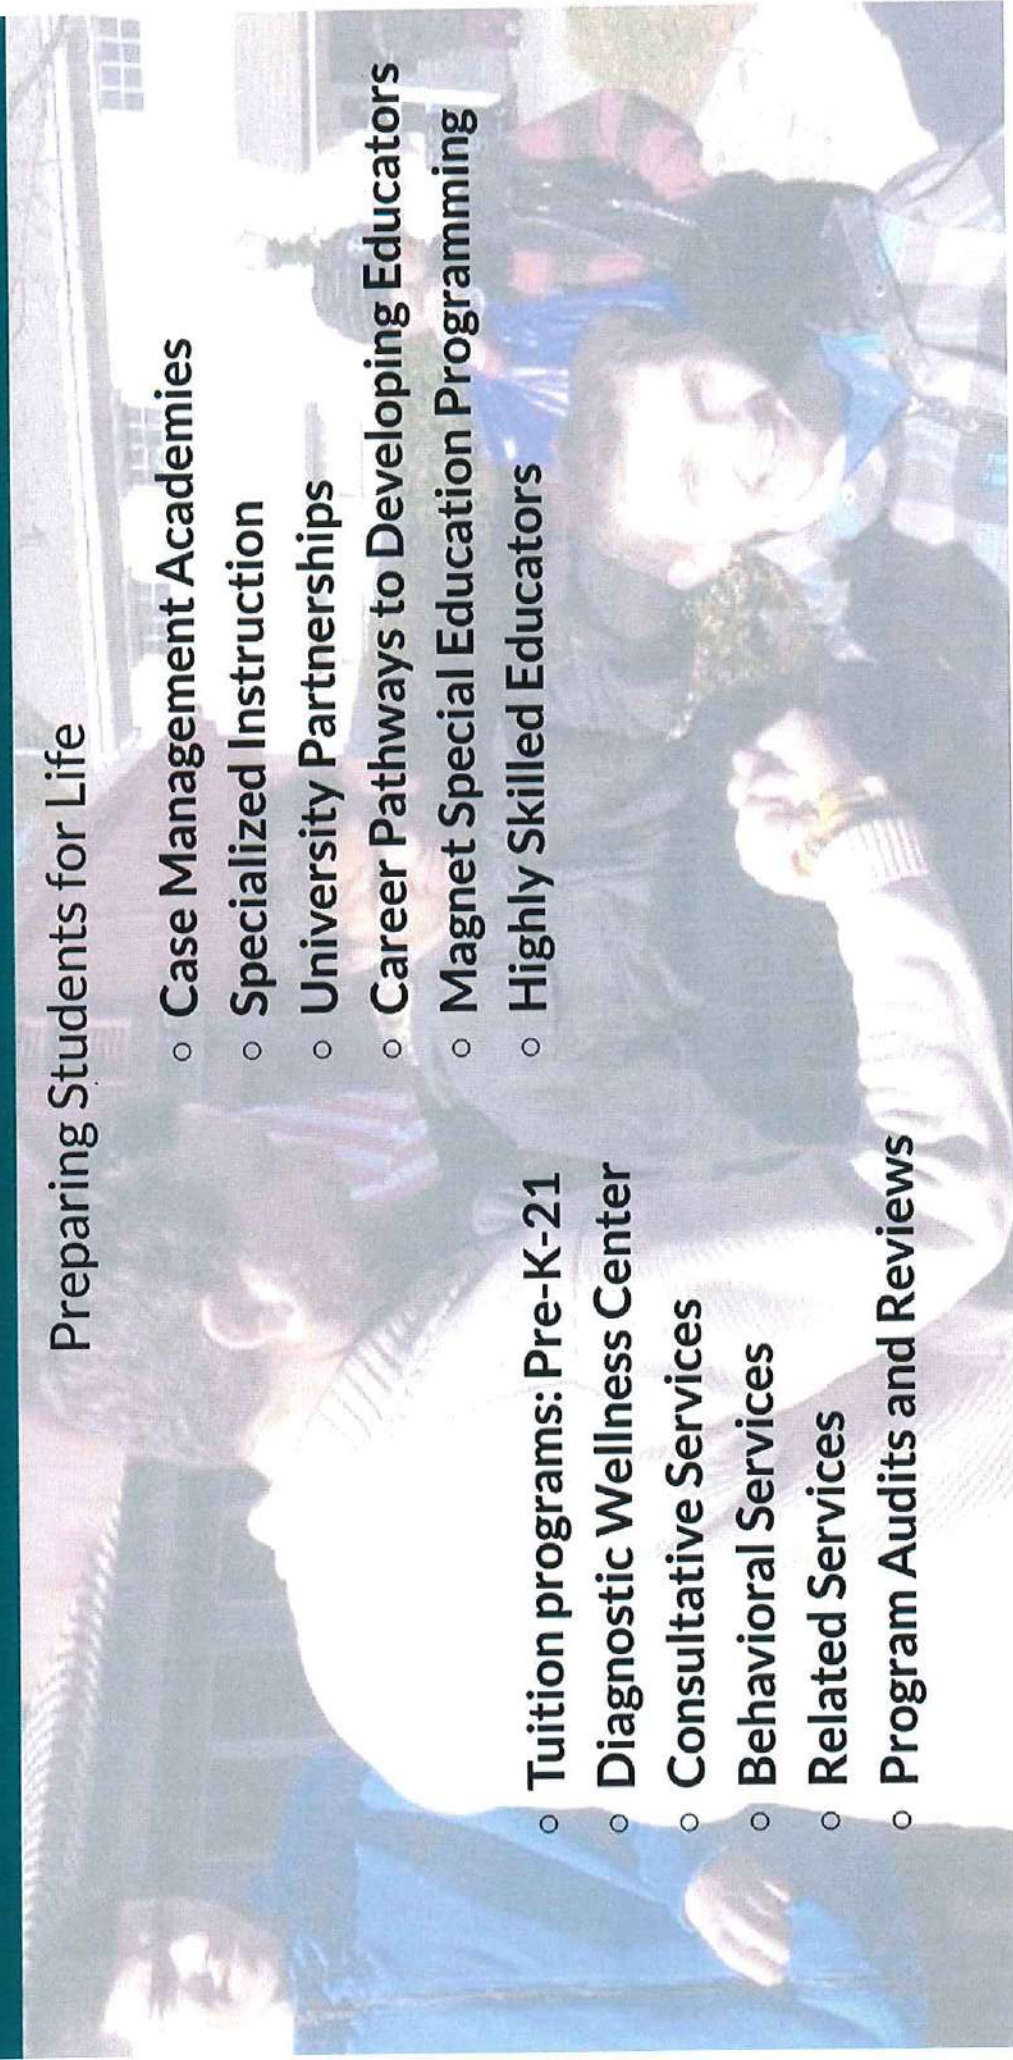 Preparing Students for Life
○ Tuition programs: Pre-K-21
○ Diagnostic Wellness Center
○ Consultative Services
○ Behavioral Services
○ Related Services
○ Program Audits and Reviews
○ Case Management Academies
○ Specialized Instruction
○ University Partnerships
○ Career Pathways to Developing Educators
○ Magnet Special Education Programming
○ Highly Skilled Educators